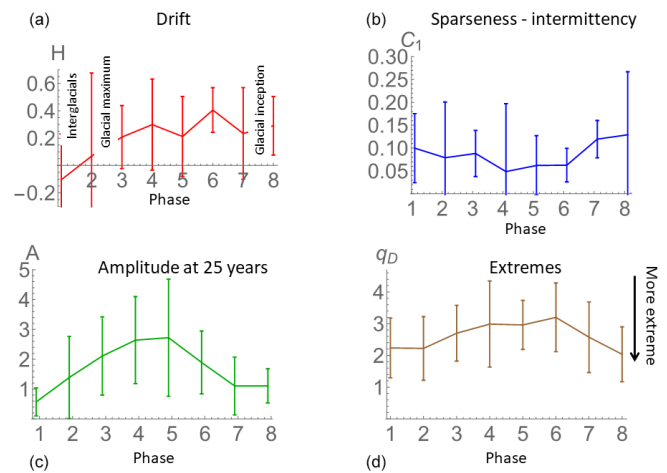 (a)
Drift
H
0.6
0.4
0.2
−0.2
Interglacials
Glacial maximum
Glacial inception
2 3 4 5 6 7 8
Phase
(b)
Sparseness - intermittency
C1
0.30
0.25
0.20
0.15
0.10
0.05
1 2 3 4 5 6 7 8
Phase
A
Amplitude at 25 years
5
4
3
2
1
1 2 3 4 5 6 7 8
(c)
Phase
qD
Extremes
More extreme
4
3
2
1
1 2 3 4 5 6 7 8
(d)
Phase